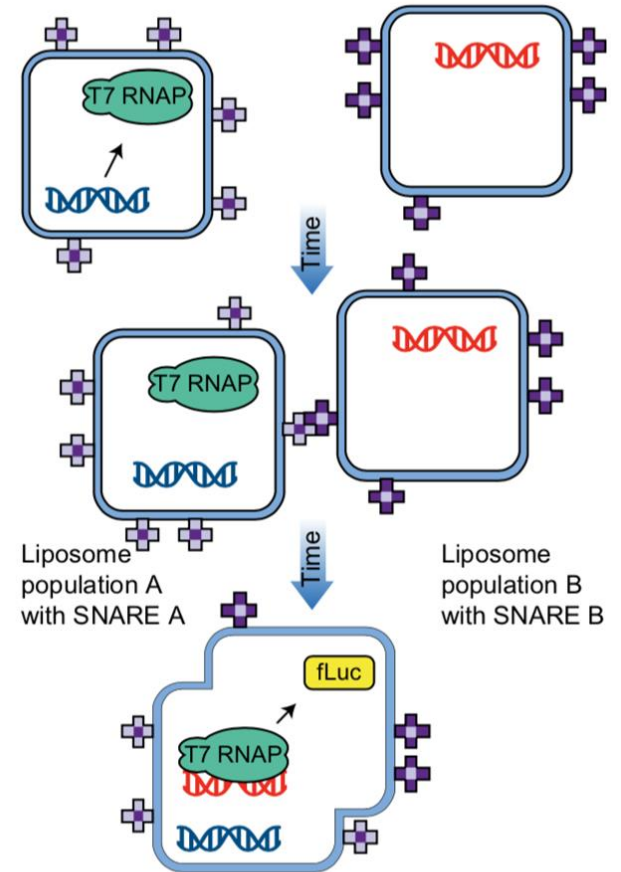 T7 RNAP
Time
T7 RNAP
Liposome
population A
with SNARE A
Liposome
population B
with SNARE B
Time
fLuc
T7 RNAP